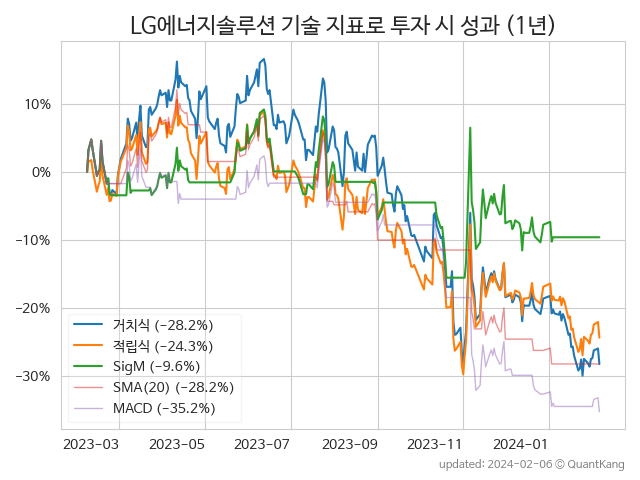 LG에너지솔루션 기술 지표로 투자 시 성과 (1년)
10%
0%
−10%
−20%
−30%
거치식 (−28.2%)
적립식 (−24.3%)
SigM (−9.6%)
SMA(20) (−28.2%)
MACD (−35.2%)
2023-03 2023-05 2023-07 2023-09 2023-11 2024-01
updated: 2024-02-06 © QuantKang